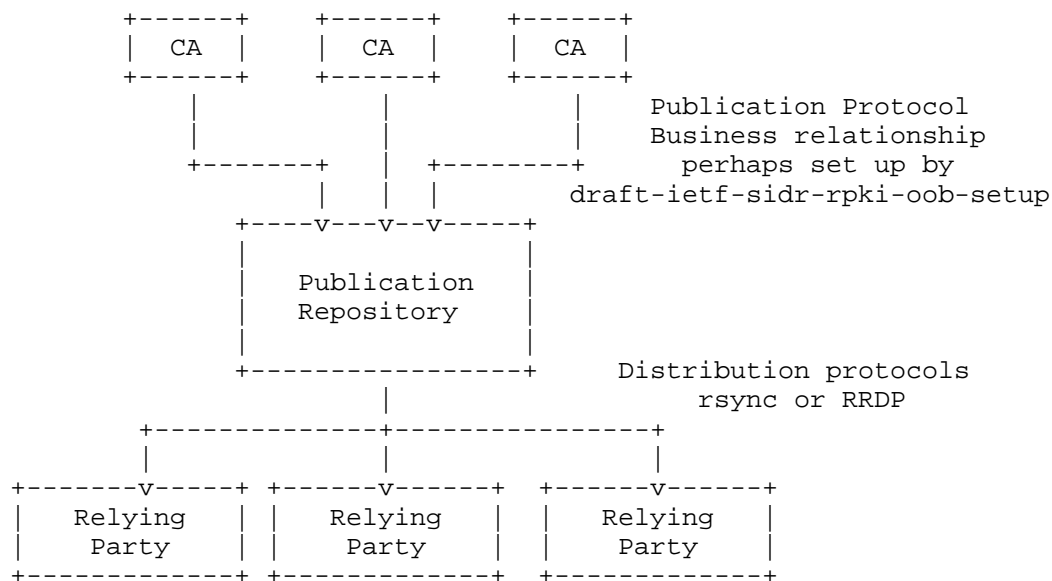 CA CA CA
Publication Protocol
Business relationship
perhaps set up by
draft-ietf-sidr-rpki-oob-setup
Publication
Repository
Distribution protocols
rsync or RRDP
Relying Relying Relying
Party Party Party